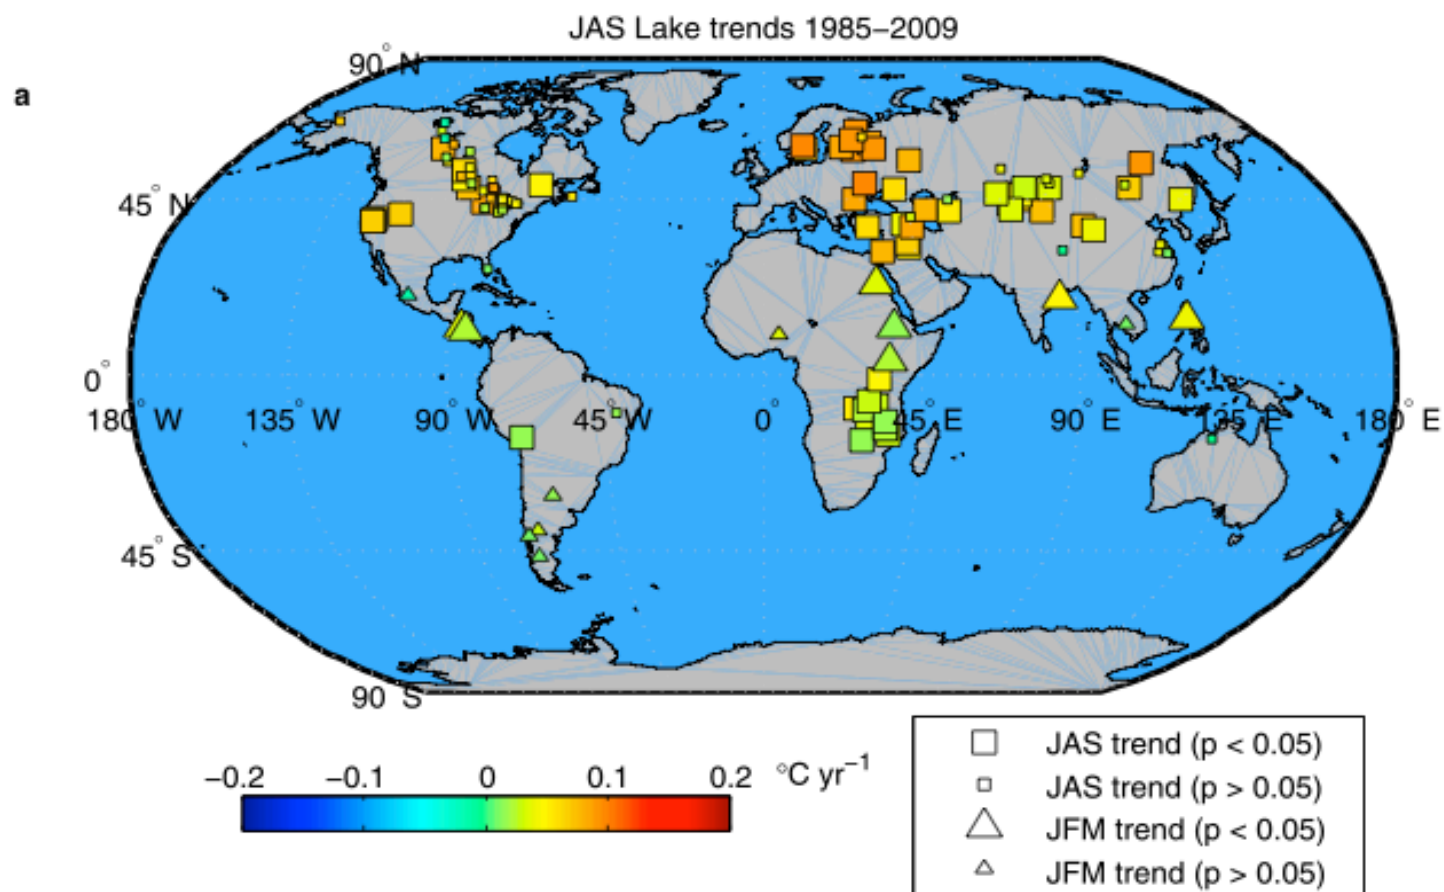 JAS Lake trends 1985–2009
90° N
a
45° N
0°
180° W 135° W 90° W 45° W 0° 45° E 90° E 135° E 180° E
45° S
90 S
−0.2 −0.1 0 0.1 0.2 °C yr⁻¹
JAS trend (p < 0.05)
JAS trend (p > 0.05)
JFM trend (p < 0.05)
JFM trend (p > 0.05)